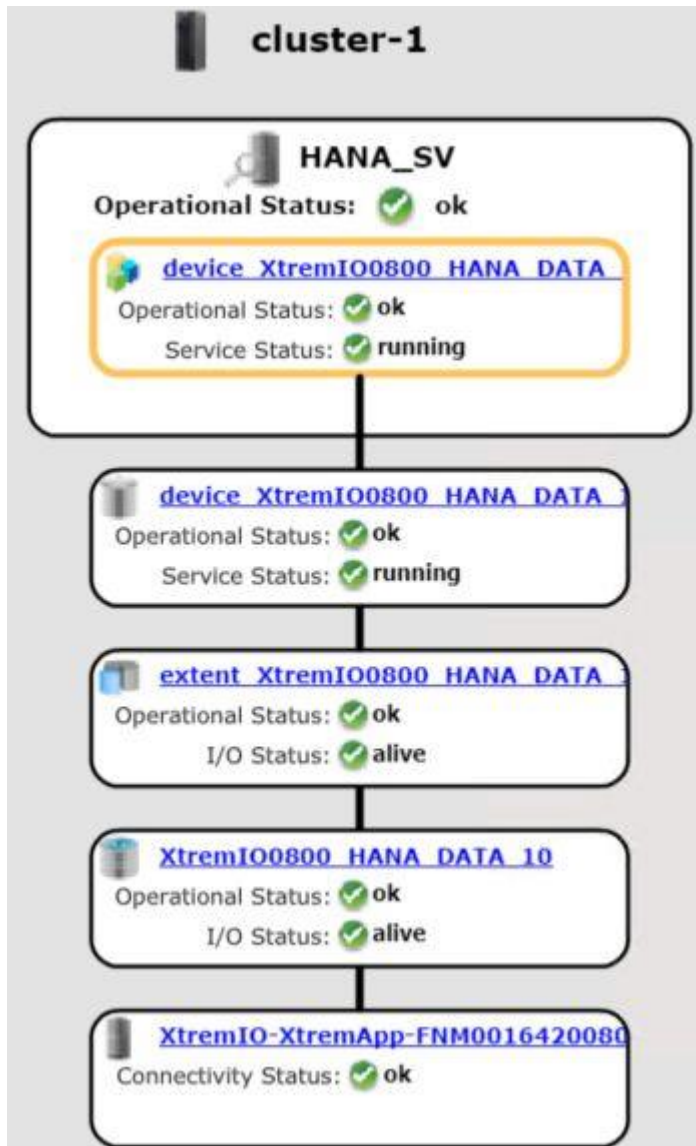 cluster-1
HANA_SV
Operational Status: ok
device_XtremIO0800_HANA_DATA_
Operational Status: ok
Service Status: running
device_XtremIO0800_HANA_DATA_
Operational Status: ok
Service Status: running
extent_XtremIO0800_HANA_DATA_
Operational Status: ok
I/O Status: alive
XtremIO0800_HANA_DATA_10
Operational Status: ok
I/O Status: alive
XtremIO-XtremApp-FNM0016420080
Connectivity Status: ok